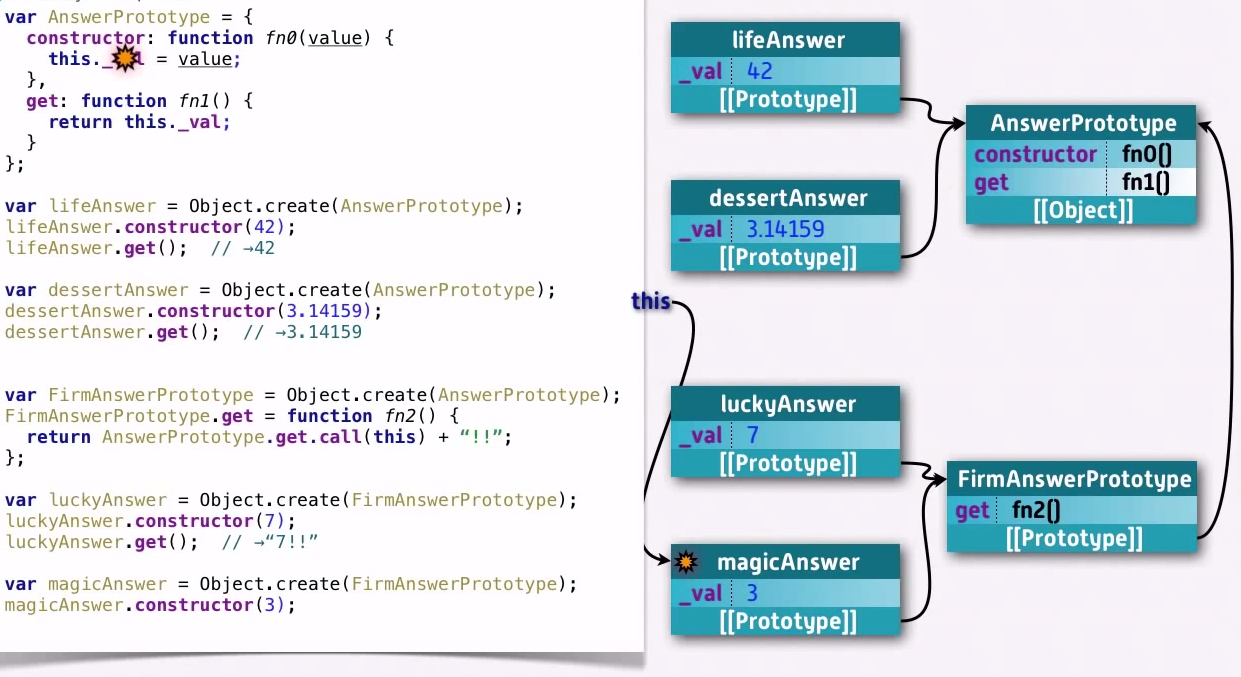 var AnswerPrototype = {
  constructor: function fn0(value) {
    this._ l = value;
  },
  get: function fn1() {
    return this._val;
  }
};
var lifeAnswer = Object.create(AnswerPrototype);
lifeAnswer.constructor(42);
lifeAnswer.get();  // →42
var dessertAnswer = Object.create(AnswerPrototype);
dessertAnswer.constructor(3.14159);
dessertAnswer.get();  // →3.14159
var FirmAnswerPrototype = Object.create(AnswerPrototype);
FirmAnswerPrototype.get = function fn2() {
  return AnswerPrototype.get.call(this) + “!!”;
};
var luckyAnswer = Object.create(FirmAnswerPrototype);
luckyAnswer.constructor(7);
luckyAnswer.get();  // →“7!!”
var magicAnswer = Object.create(FirmAnswerPrototype);
magicAnswer.constructor(3);
lifeAnswer
_val 42
[[Prototype]]
AnswerPrototype
constructor fn0()
get fn1()
[[Object]]
dessertAnswer
_val 3.14159
[[Prototype]]
this
luckyAnswer
_val 7
[[Prototype]]
FirmAnswerPrototype
get fn2()
[[Prototype]]
magicAnswer
_val 3
[[Prototype]]